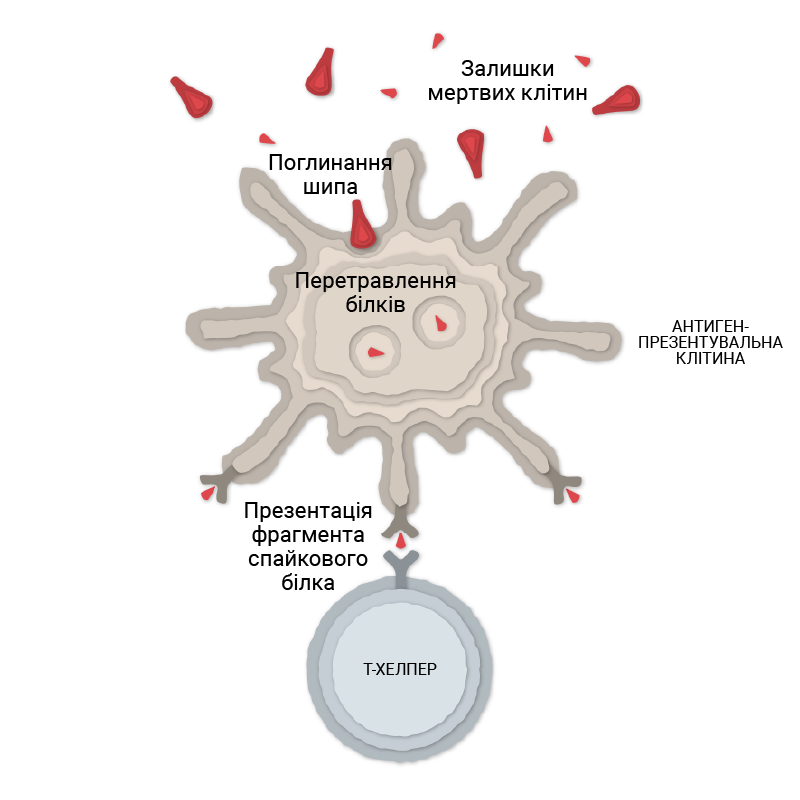 Залишки
мертвих клітин
Поглинання
шипа
Перетравлення
білків
АНТИГЕН-
ПРЕЗЕНТУВАЛЬНА
КЛІТИНА
Презентація
фрагмента
спайкового
білка
Т-ХЕЛПЕР